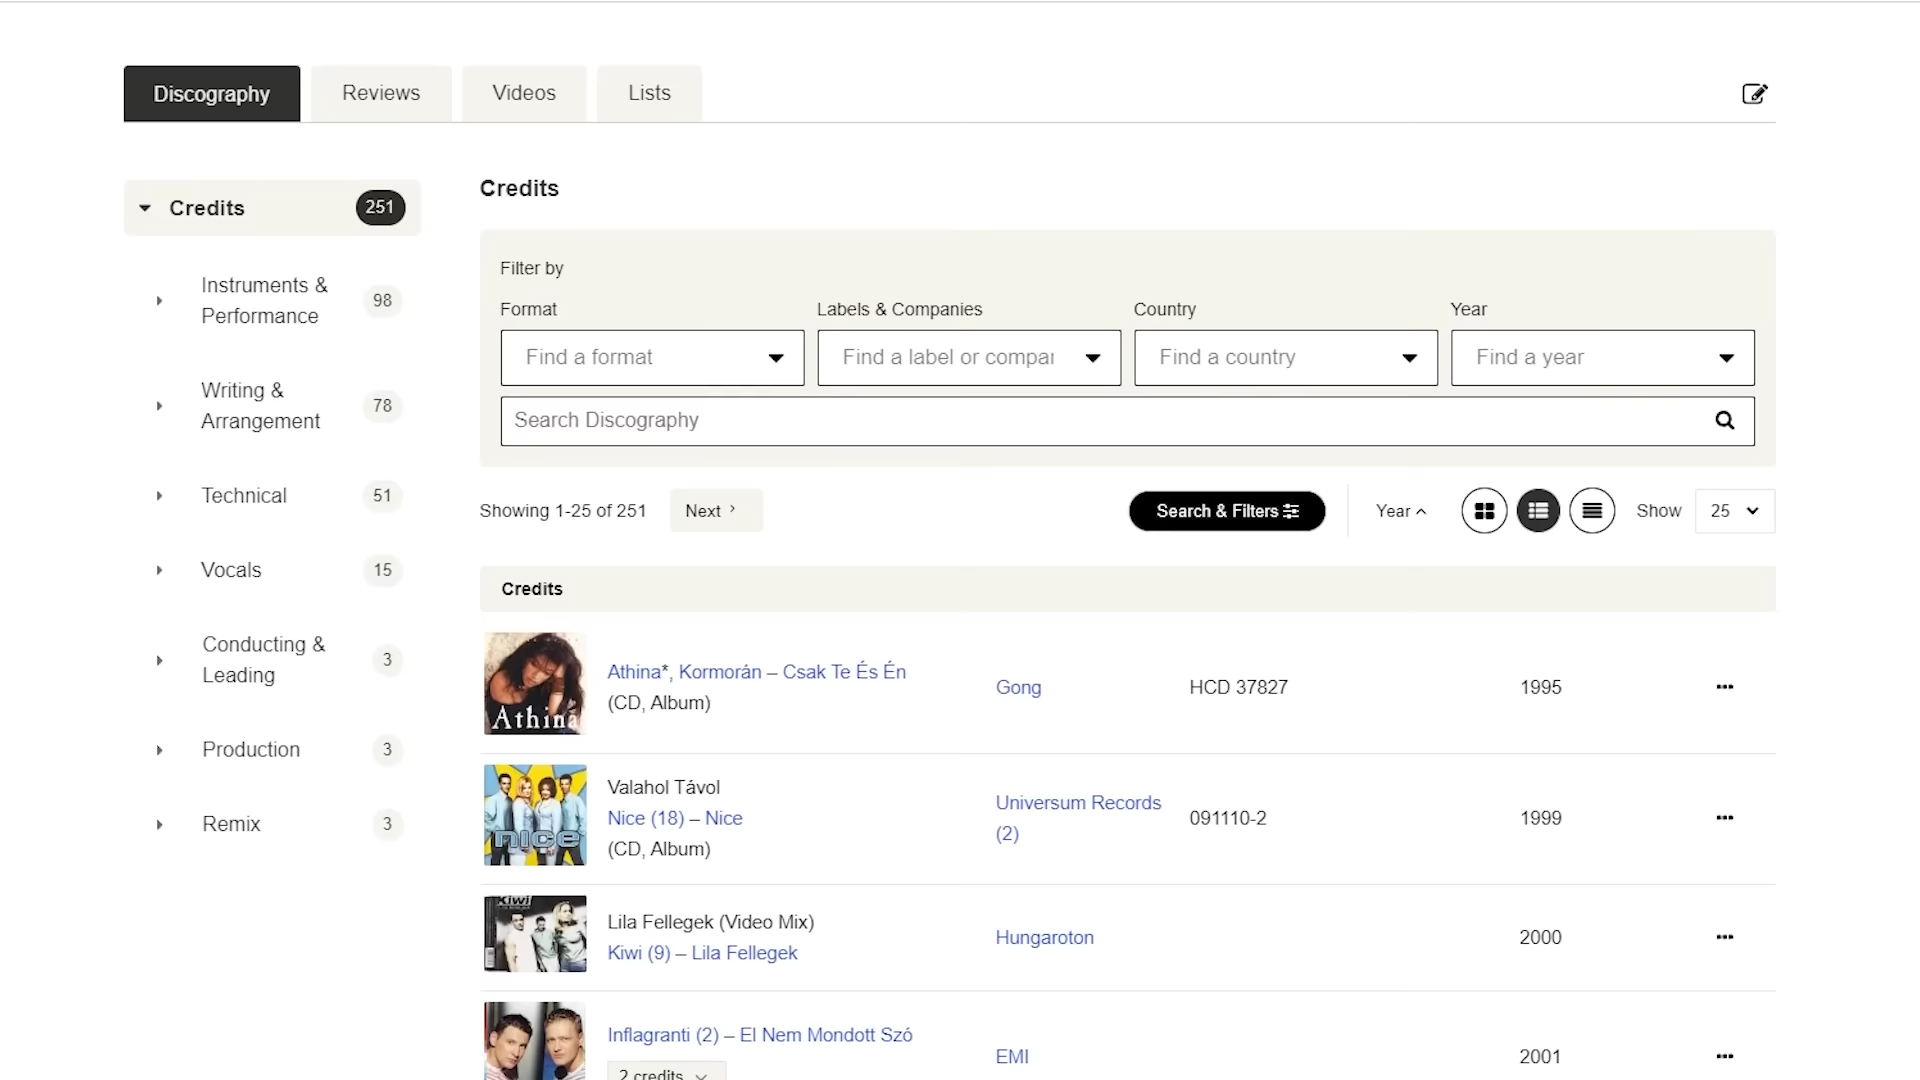 Discography
Reviews
Videos
Lists
Credits
251
Instruments &
Performance
98
Writing &
Arrangement
78
Technical
51
Vocals
15
Conducting &
Leading
3
Production
3
Remix
3
Credits
Filter by
Format
Labels & Companies
Country
Year
Find a format
Find a label or compai
Find a country
Find a year
Search Discography
Showing 1-25 of 251
Next
Search & Filters
Year
Show
25
Credits
Athina
Athina*, Kormorán – Csak Te És Én
(CD, Album)
Gong
HCD 37827
1995
nice
Valahol Távol
Nice (18) – Nice
(CD, Album)
Universum Records
(2)
091110-2
1999
Kiwi
Lila Fellegek (Video Mix)
Kiwi (9) – Lila Fellegek
Hungaroton
2000
Inflagranti (2) – El Nem Mondott Szó
2 credits
EMI
2001